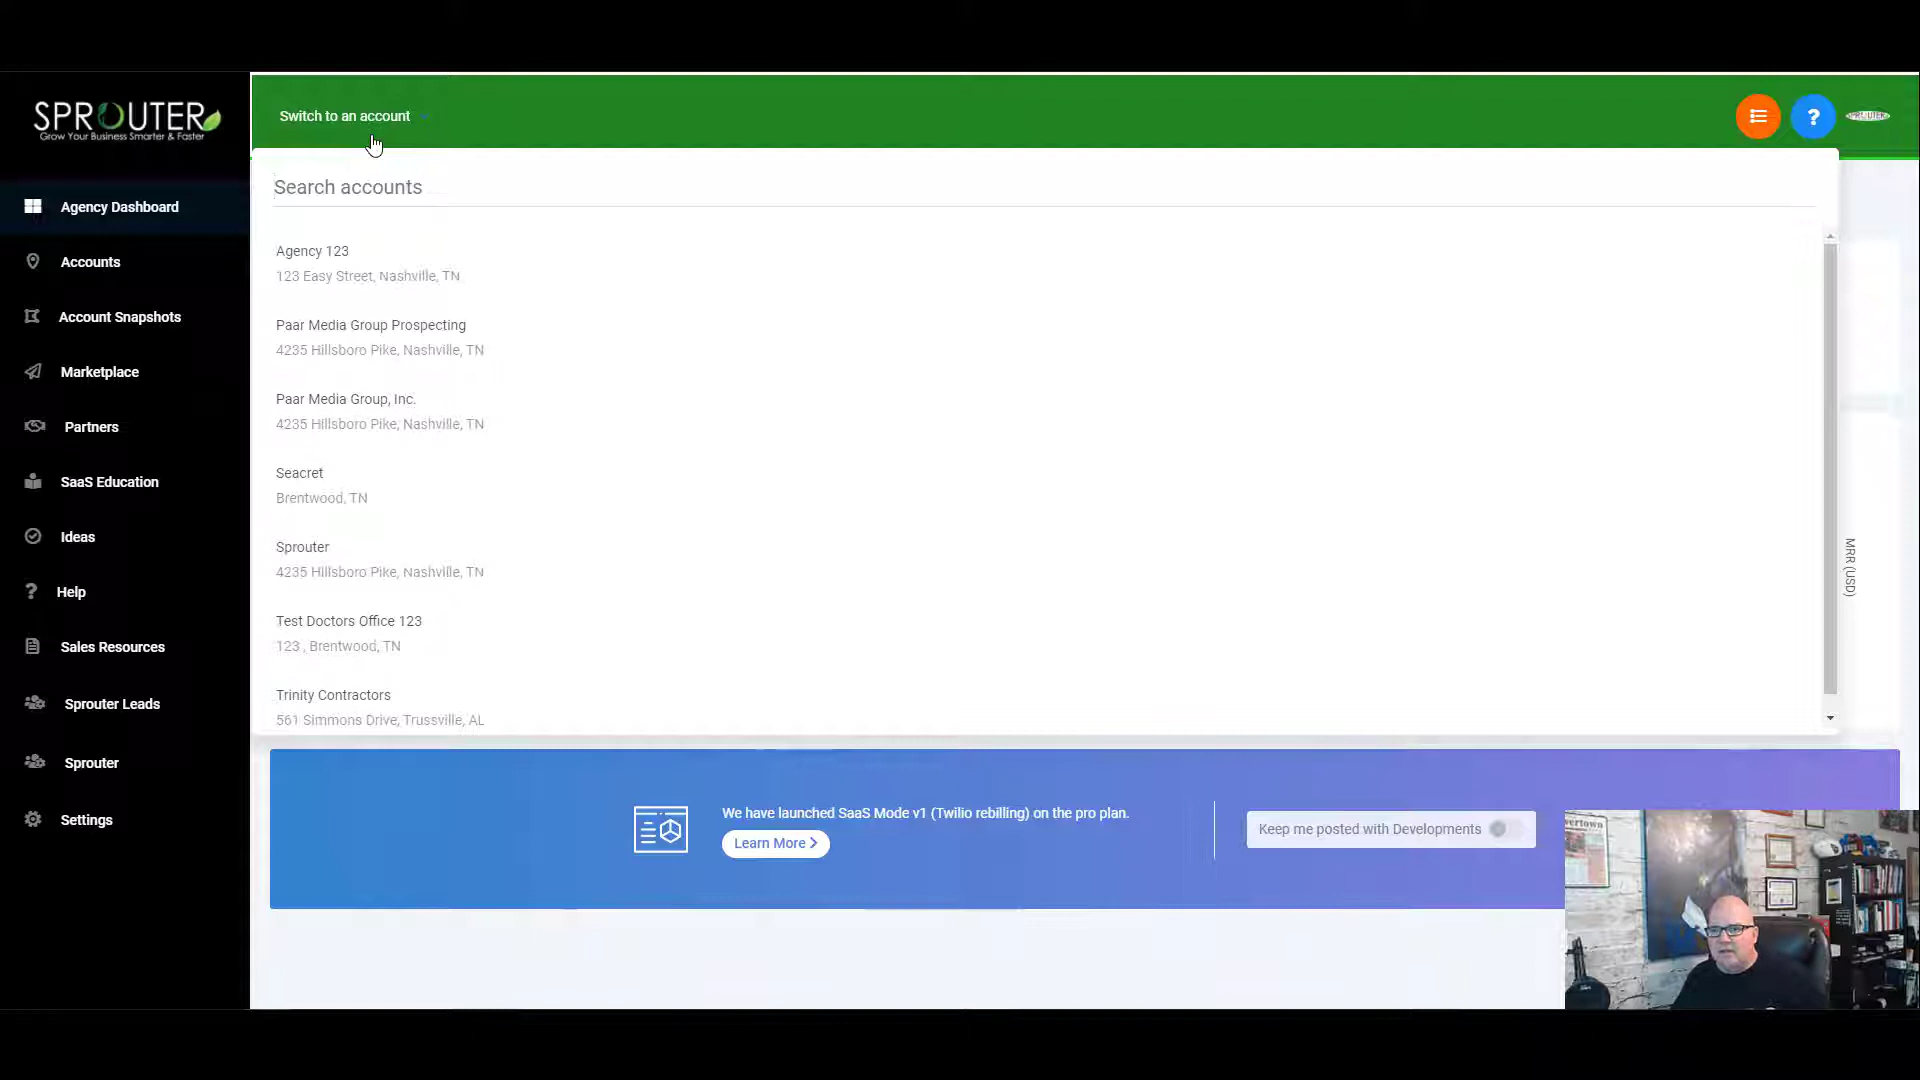 SPROUTER
Grow Your Business Smarter & Faster
Switch to an account
?
SPROUTER
Search accounts
Agency Dashboard
Accounts
Account Snapshots
Marketplace
Partners
SaaS Education
Ideas
Help
Sales Resources
Sprouter Leads
Sprouter
Settings
Agency 123
123 Easy Street, Nashville, TN
Paar Media Group Prospecting
4235 Hillsboro Pike, Nashville, TN
Paar Media Group, Inc.
4235 Hillsboro Pike, Nashville, TN
Seacret
Brentwood, TN
Sprouter
4235 Hillsboro Pike, Nashville, TN
Test Doctors Office 123
123 , Brentwood, TN
Trinity Contractors
561 Simmons Drive, Trussville, AL
MRR (USD)
We have launched SaaS Mode v1 (Twilio rebilling) on the pro plan.
Learn More
Keep me posted with Developments